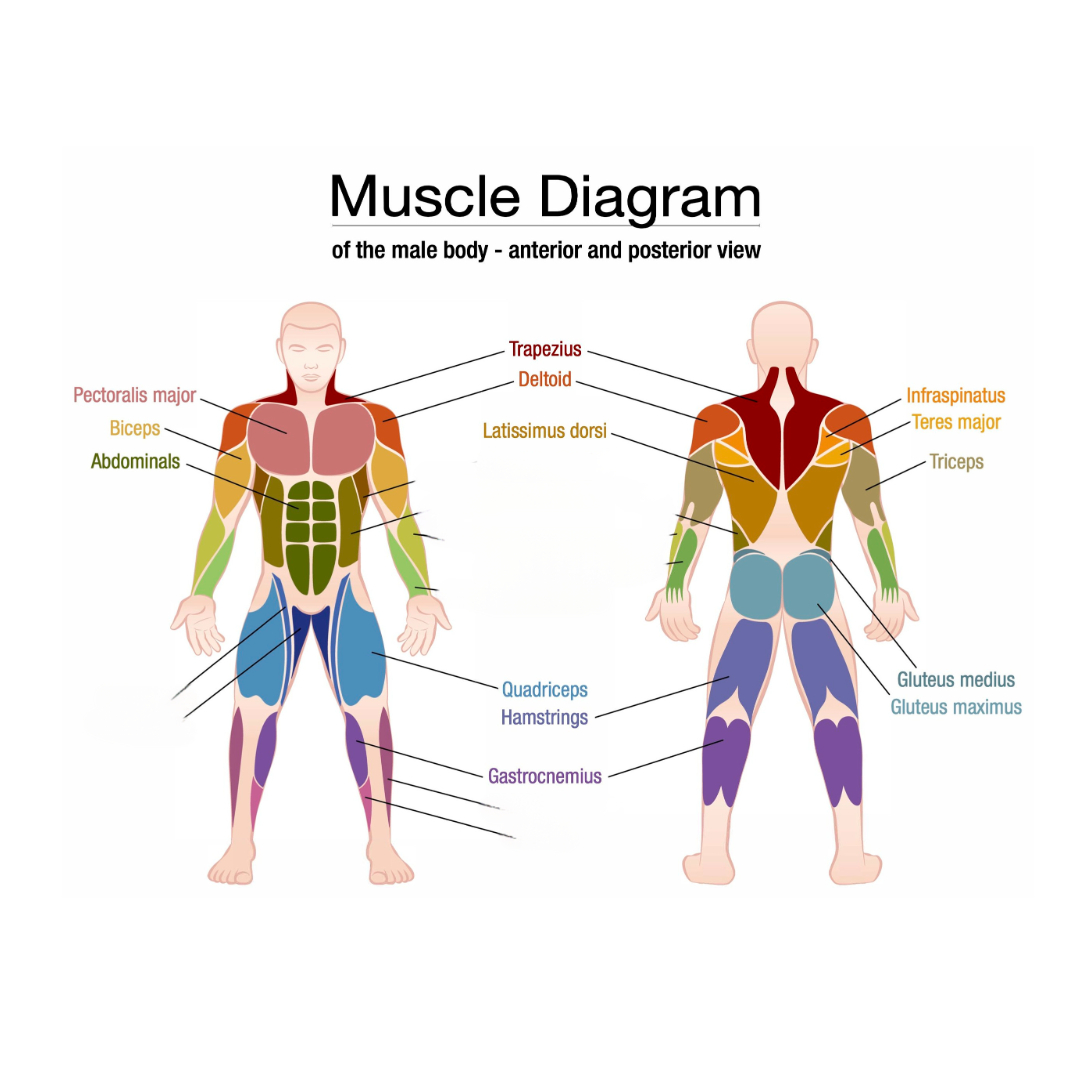 Muscle Diagram
of the male body - anterior and posterior view
Trapezius
Deltoid
Pectoralis major
Biceps
Abdominals
Latissimus dorsi
Infraspinatus
Teres major
Triceps
Quadriceps
Hamstrings
Gastrocnemius
Gluteus medius
Gluteus maximus